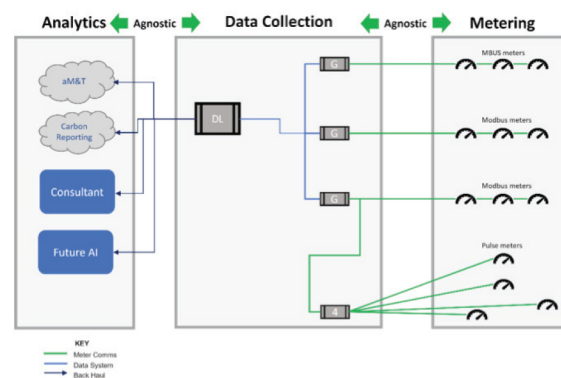 Analytics
Agnostic
Data Collection
Agnostic
Metering
aM&T
Carbon
Reporting
Consultant
Future AI
DL
G
G
G
4
MBUS meters
Modbus meters
Modbus meters
Pulse meters
KEY
Meter Comms
Data System
Back Haul